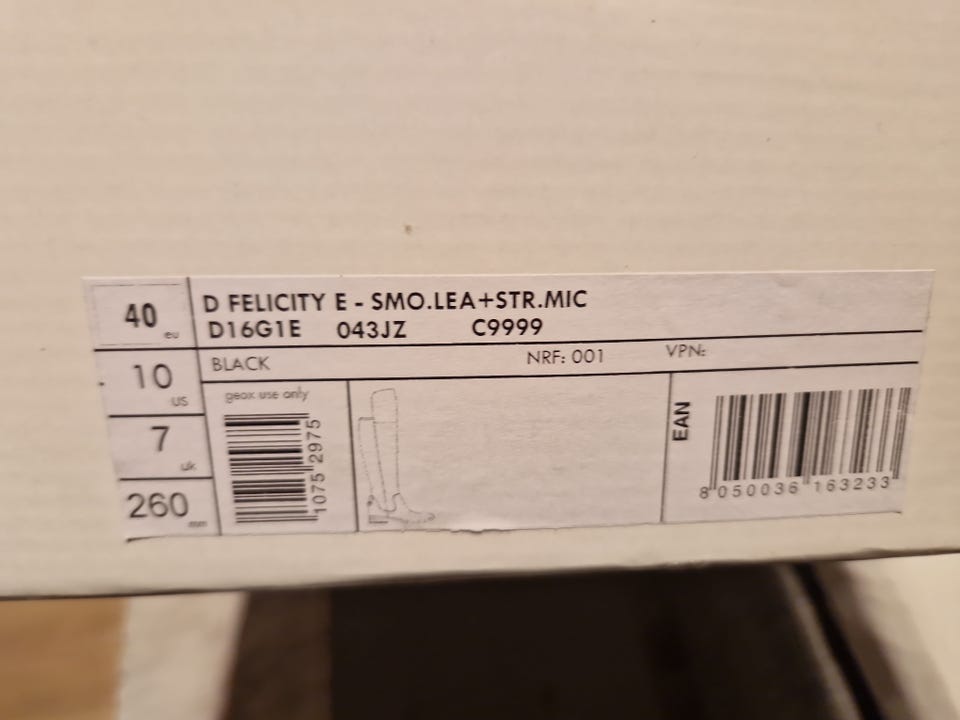 40 eu
10 US
7 uk
260 mm
D FELICITY E - SMO.LEA+STR.MIC
D16G1E 043JZ C9999
BLACK NRF: 001 VPN:
geox use only
1075 2975
EAN
8 050036 163233